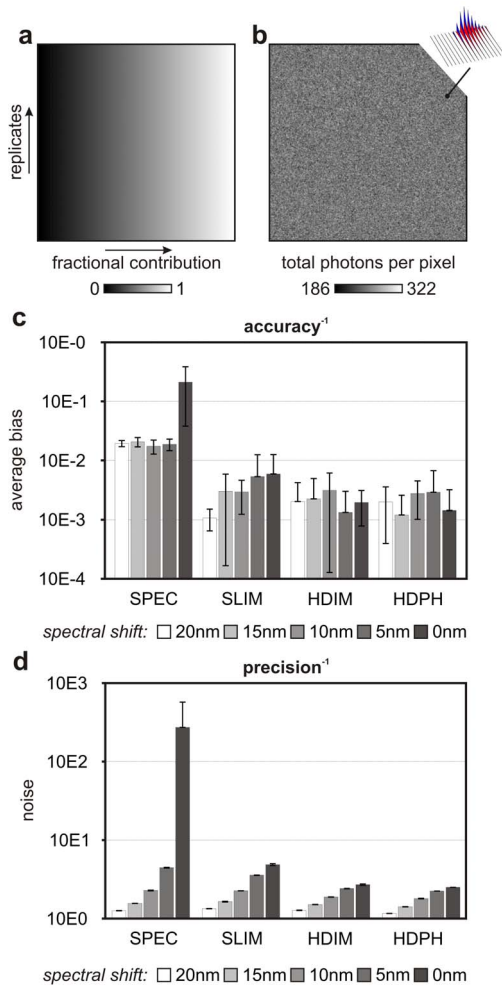 a
b
replicates
fractional contribution
total photons per pixel
0 1
186 322
c
accuracy-1
10E-0
10E-1
10E-2
10E-3
10E-4
average bias
SPEC SLIM HDIM HDPH
spectral shift: 20nm 15nm 10nm 5nm 0nm
d
precision-1
10E3
10E2
10E1
10E0
noise
SPEC SLIM HDIM HDPH
spectral shift: 20nm 15nm 10nm 5nm 0nm